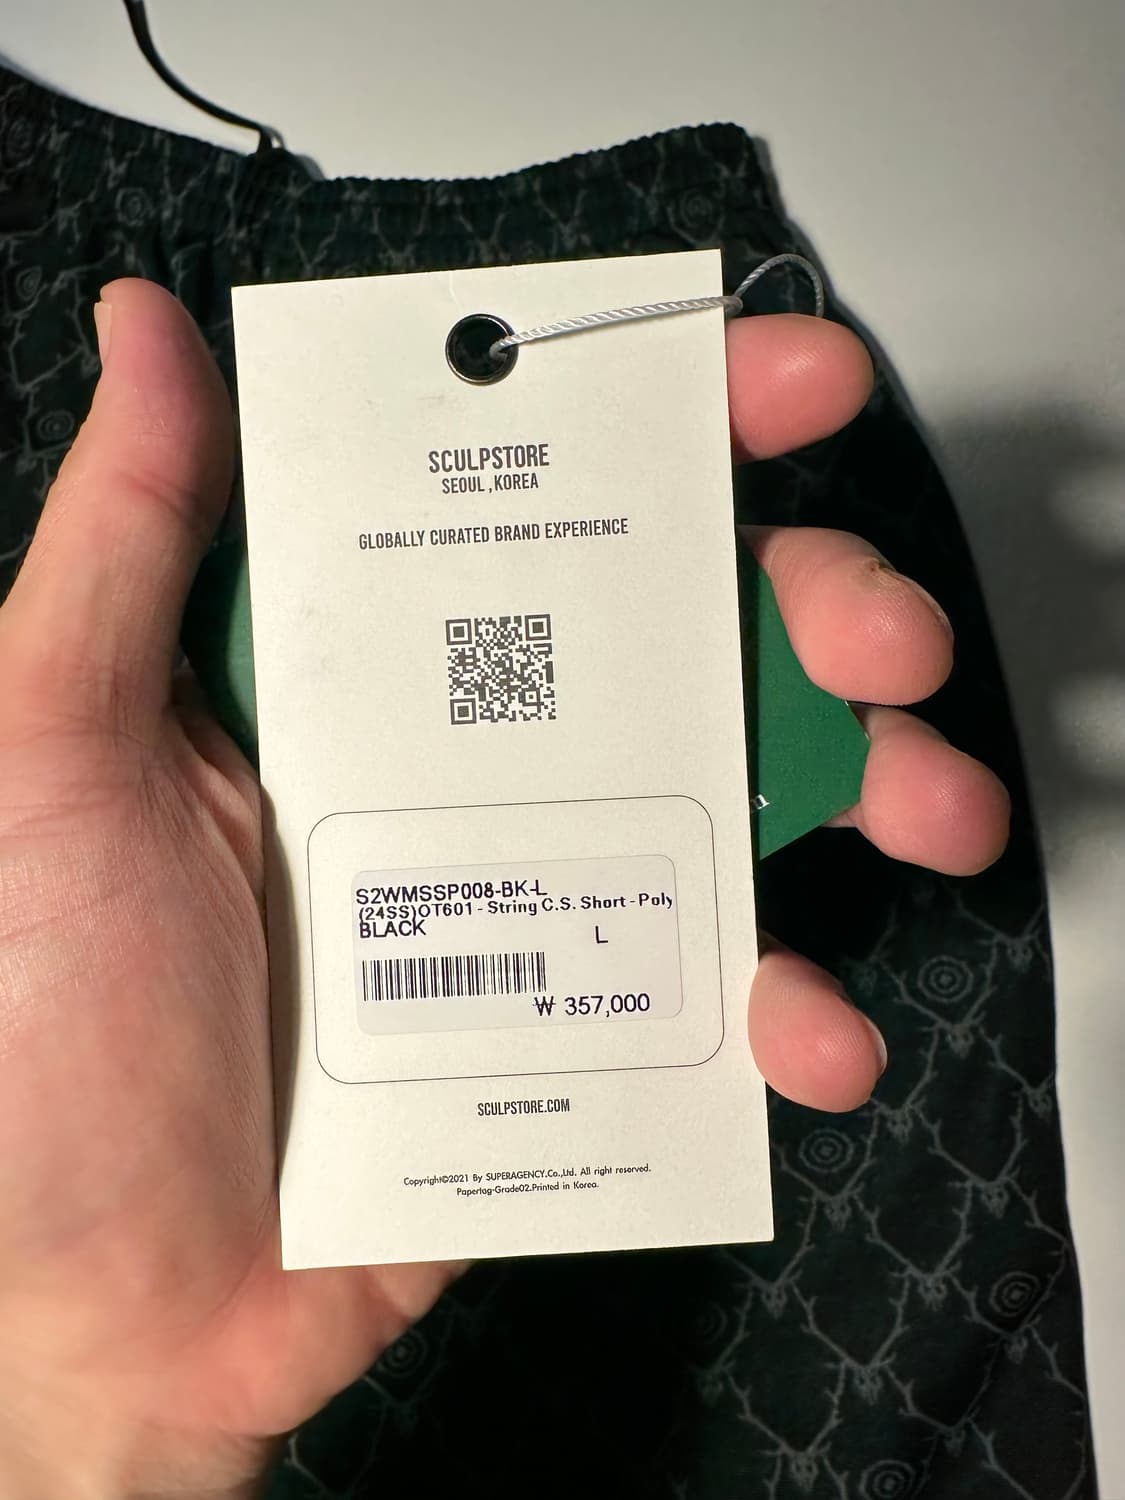 SCULPSTORE
SEOUL ,KOREA
GLOBALLY CURATED BRAND EXPERIENCE
S2WMSSP008-BK-L
(24SS)OT601 - String C.S. Short - Poly
BLACK
L
₩ 357,000
SCULPSTORE.COM
Copyright©2021 By SUPERAGENCY.Co.,Ltd. All right reserved.
Papertag-Grade02.Printed in Korea.